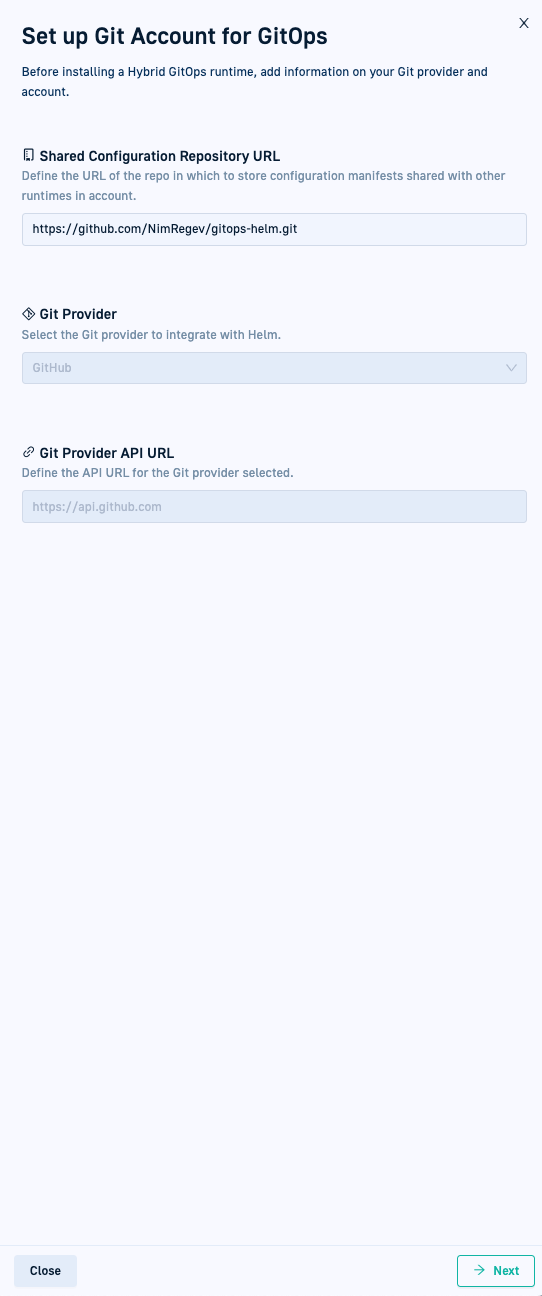 Set up Git Account for GitOps
Before installing a Hybrid GitOps runtime, add information on your Git provider and
account.
Shared Configuration Repository URL
Define the URL of the repo in which to store configuration manifests shared with other
runtimes in account.
https://github.com/NimRegev/gitops-helm.git
Git Provider
Select the Git provider to integrate with Helm.
GitHub
Git Provider API URL
Define the API URL for the Git provider selected.
https://api.github.com
Close
Next